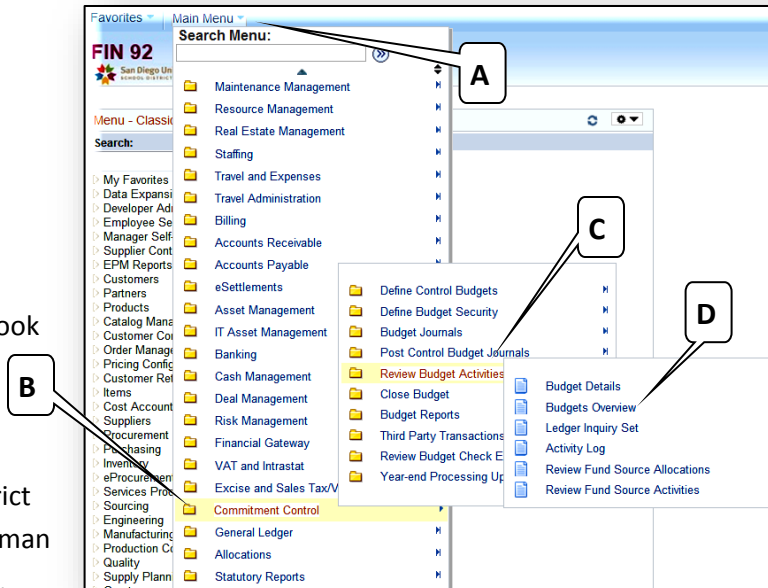 Favorites Main Menu
Search Menu:
FIN 92
San Diego Un
SCHOOL DISTRICT
A
Maintenance Management
Resource Management
Real Estate Management
Staffing
Travel and Expenses
Travel Administration
Billing
Accounts Receivable
Accounts Payable
eSettlements
Asset Management
IT Asset Management
Banking
Cash Management
Deal Management
Risk Management
Financial Gateway
VAT and Intrastat
Excise and Sales Tax/V
Commitment Control
General Ledger
Allocations
Statutory Reports
Menu - Classic
Search:
My Favorites
Data Expansi
Developer Ad
Employee Se
Manager Self
Supplier Cont
EPM Reports
Customers
Partners
Products
Catalog Mana
Customer Co
Order Manage
Pricing Config
Customer Ret
Items
Cost Account
Suppliers
Procurement
Purchasing
Inventory
eProcurement
Services Proc
Sourcing
Engineering
Manufacturing
Production Co
Quality
Supply Planni
C
Define Control Budgets
Define Budget Security
Budget Journals
Post Control Budget Journals
Review Budget Activities
Close Budget
Budget Reports
Third Party Transactions
Review Budget Check E
Year-end Processing Up
D
Budget Details
Budgets Overview
Ledger Inquiry Set
Activity Log
Review Fund Source Allocations
Review Fund Source Activities
B
ook
rict
man